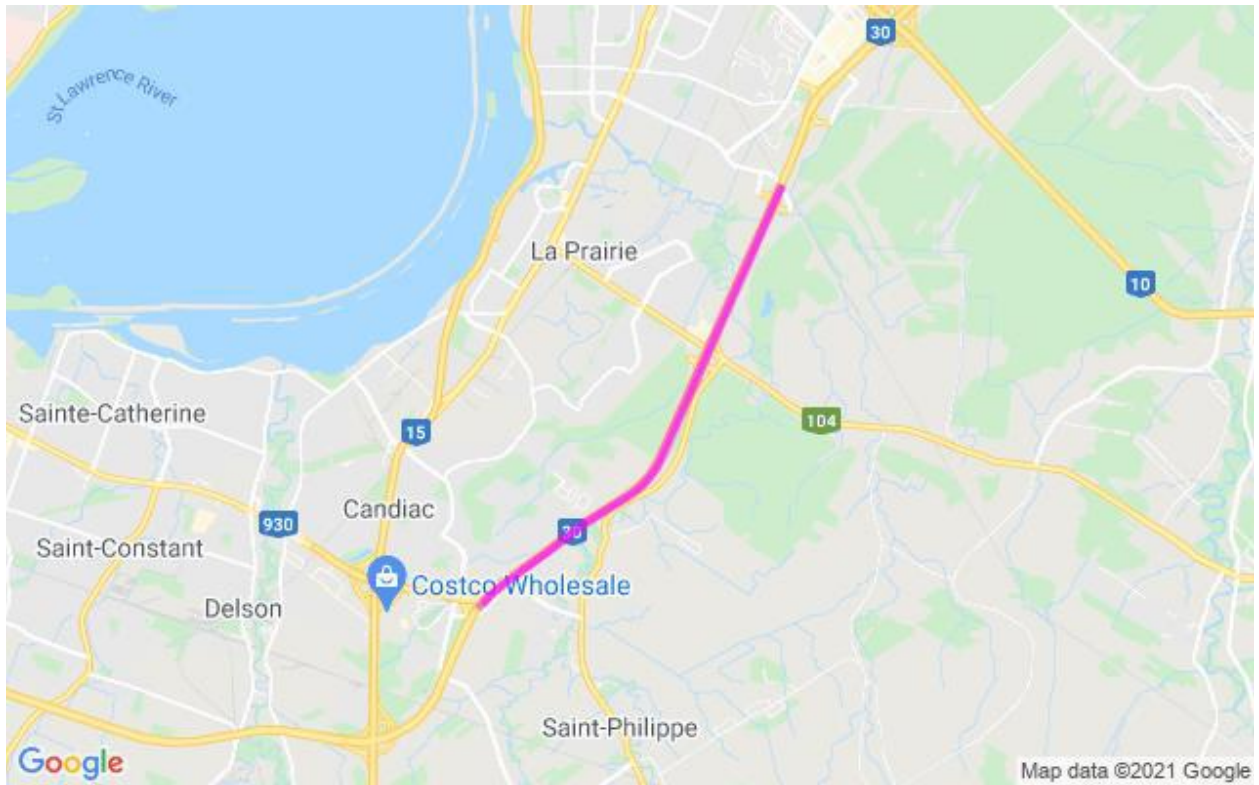 30
St Lawrence River
La Prairie
10
Sainte-Catherine
15
104
Candiac
930
30
Saint-Constant
Costco Wholesale
Delson
Saint-Philippe
Google
Map data ©2021 Google